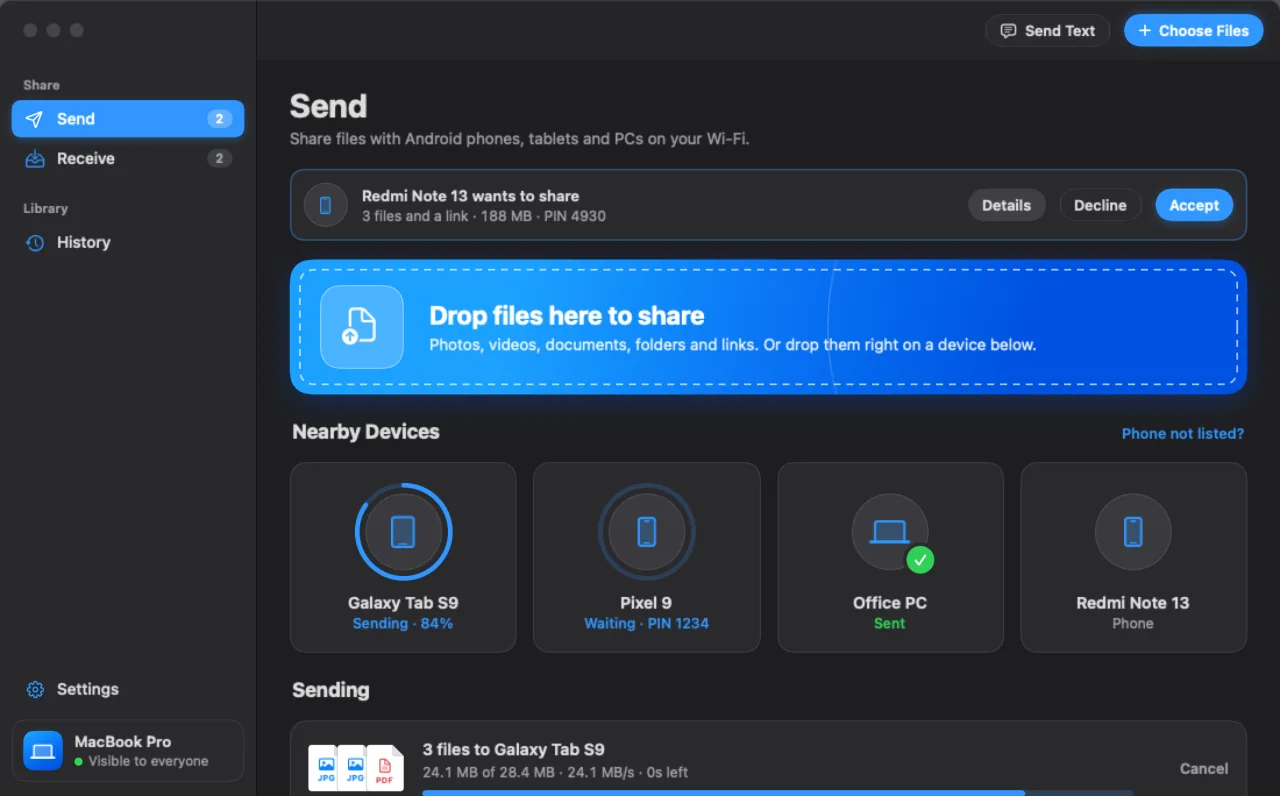 Send Text
+ Choose Files
Share
Send 2
Receive 2
Library
History
Settings
MacBook Pro
Visible to everyone
Send
Share files with Android phones, tablets and PCs on your Wi-Fi.
Redmi Note 13 wants to share
3 files and a link · 188 MB · PIN 4930
Details
Decline
Accept
Drop files here to share
Photos, videos, documents, folders and links. Or drop them right on a device below.
Nearby Devices
Phone not listed?
Galaxy Tab S9
Sending · 84%
Pixel 9
Waiting · PIN 1234
Office PC
Sent
Redmi Note 13
Phone
Sending
JPG
JPG
PDF
3 files to Galaxy Tab S9
24.1 MB of 28.4 MB · 24.1 MB/s · 0s left
Cancel